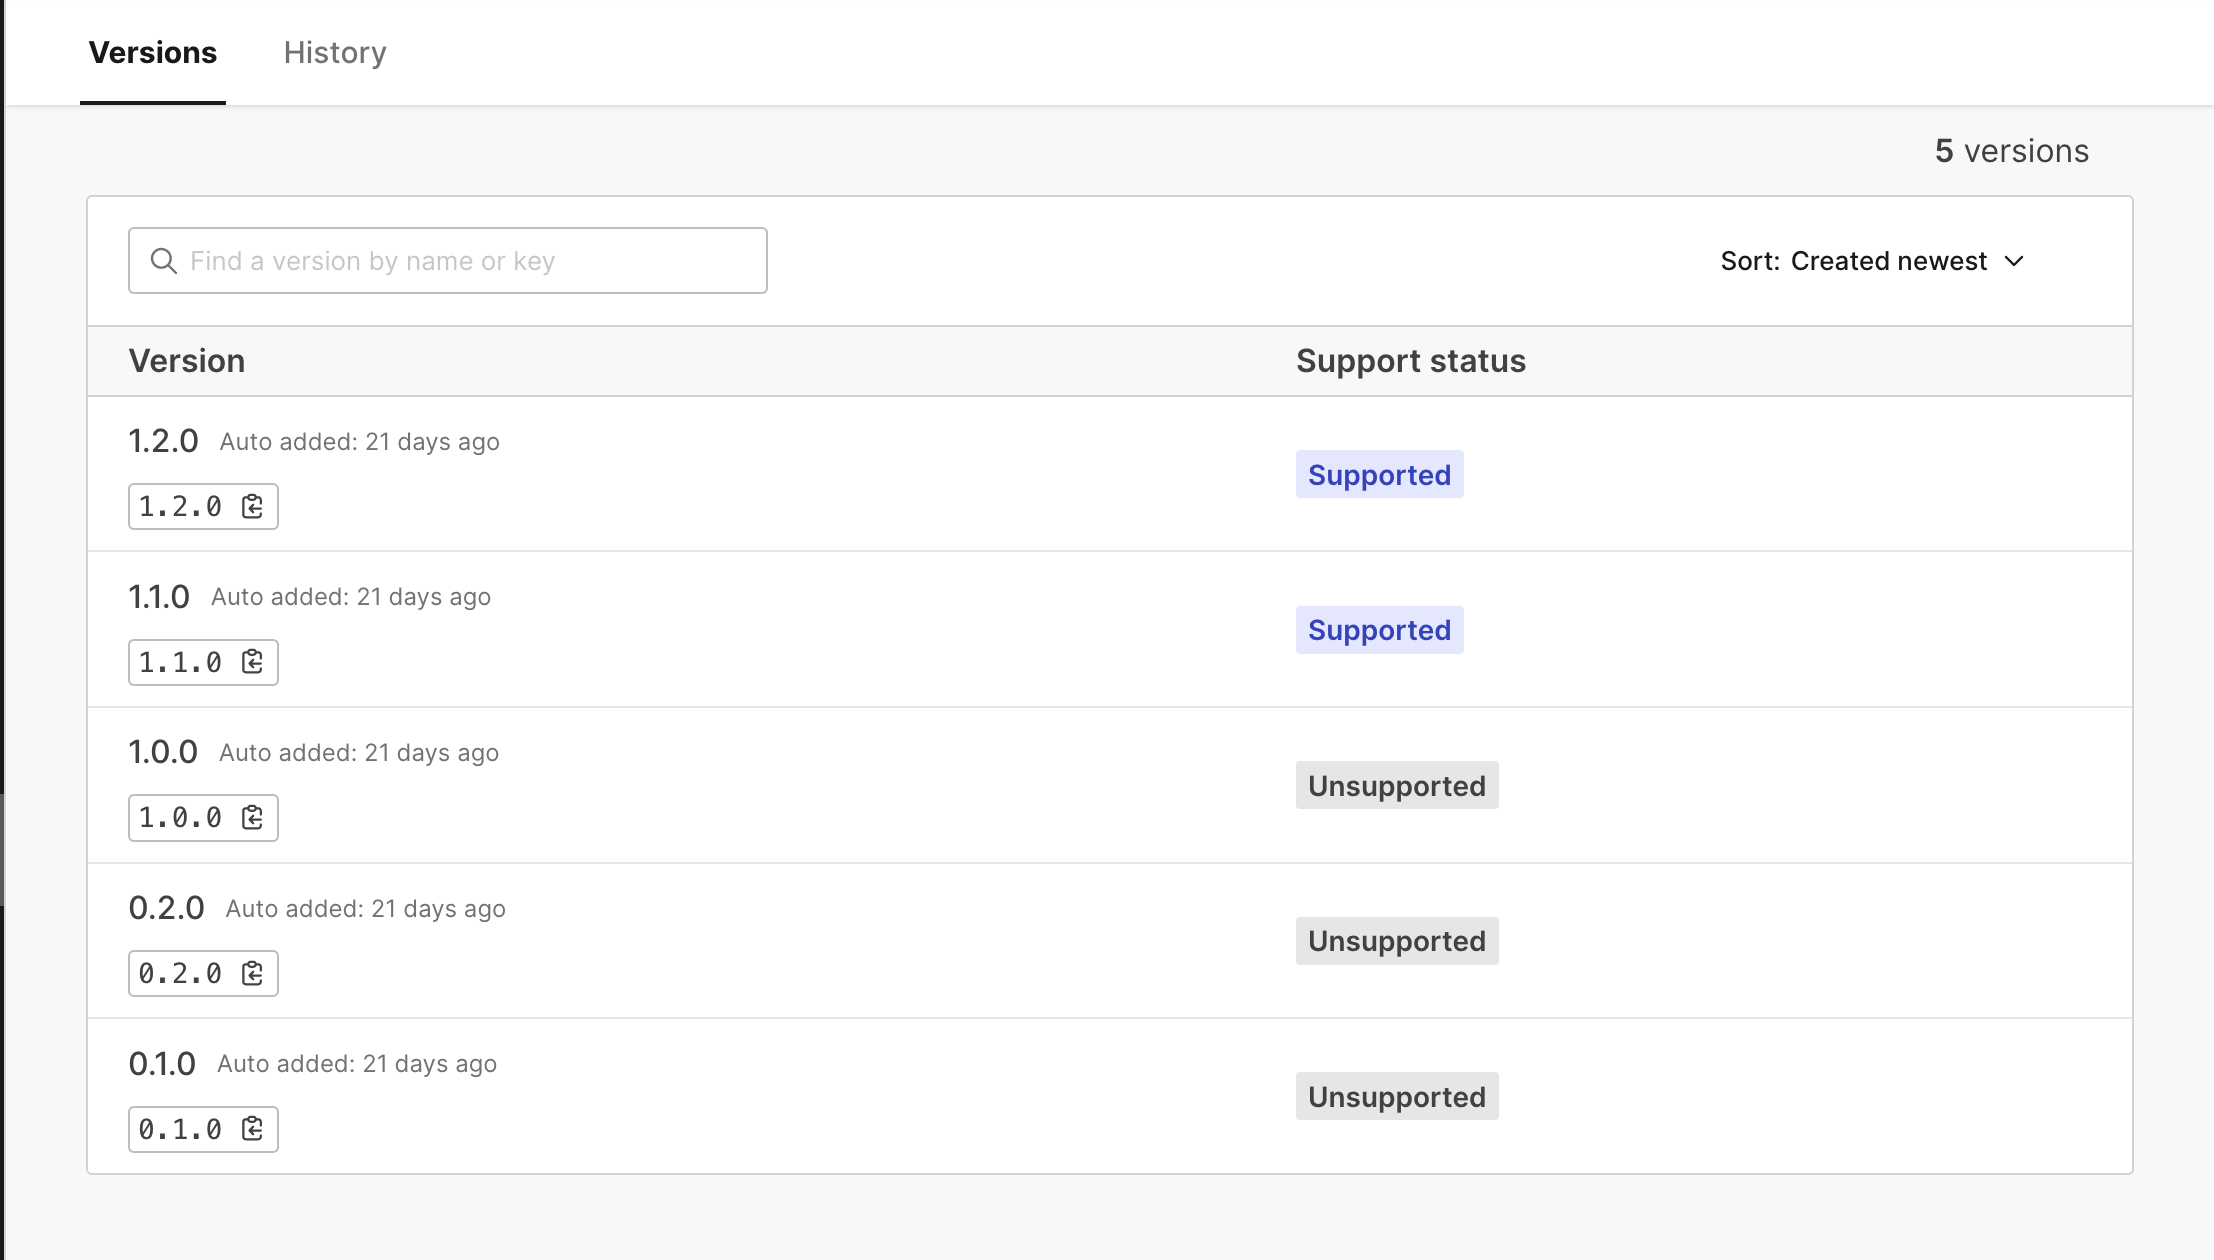 Versions History
5 versions
Find a version by name or key Sort: Created newest
Version Support status
1.2.0 Auto added: 21 days ago
Supported
1.2.0
1.1.0 Auto added: 21 days ago
Supported
1.1.0
1.0.0 Auto added: 21 days ago
Unsupported
1.0.0
0.2.0 Auto added: 21 days ago
Unsupported
0.2.0
0.1.0 Auto added: 21 days ago
Unsupported
0.1.0